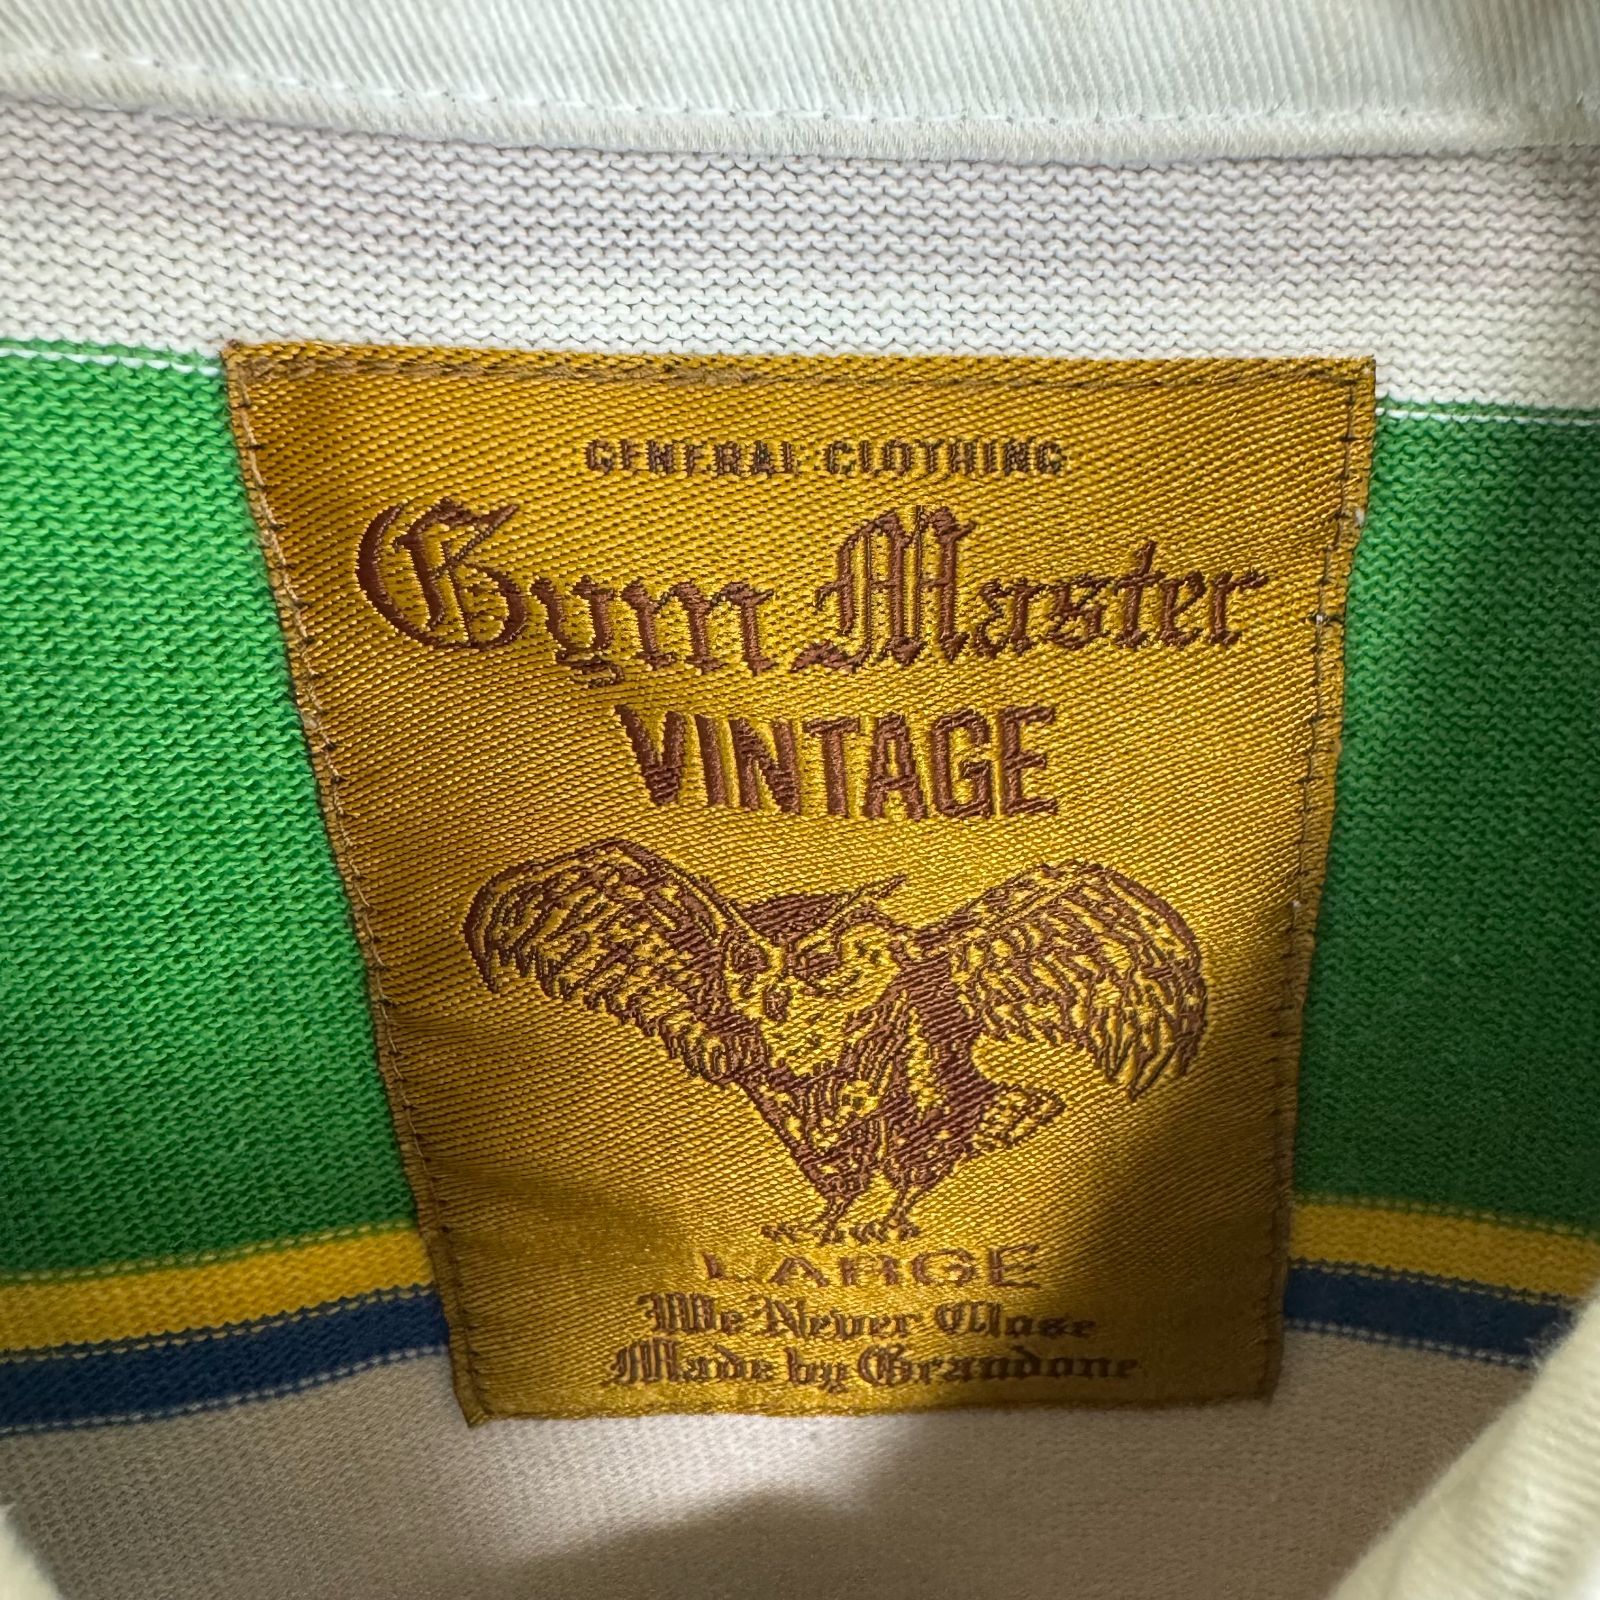 GENERAL CLOTHING
Gym Master
VINTAGE
LARGE
We Never Close
Made by Grandone